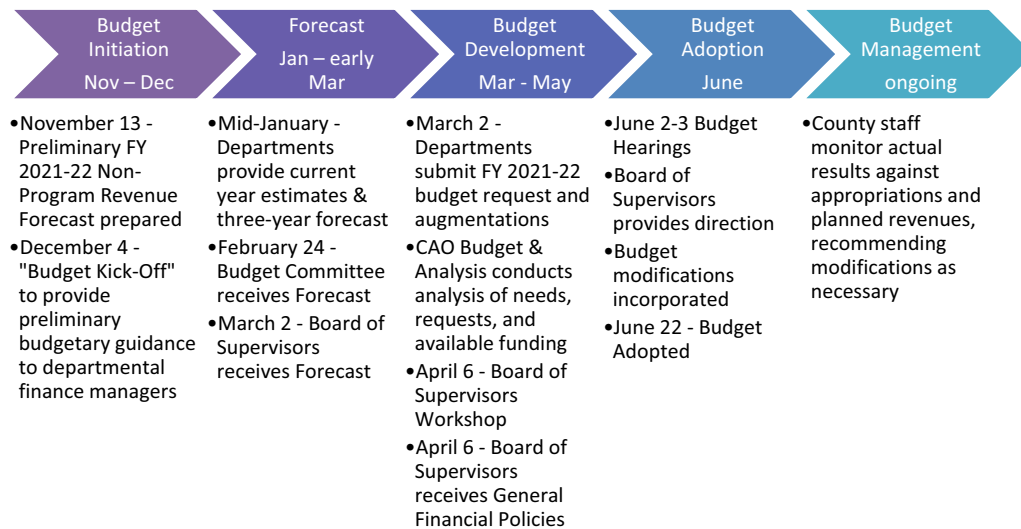 Budget
Initiation
Nov – Dec
Forecast
Jan – early
Mar
Budget
Development
Mar - May
Budget
Adoption
June
Budget
Management
ongoing
•November 13 -
Preliminary FY
2021-22 Non-
Program Revenue
Forecast prepared
•December 4 -
"Budget Kick-Off"
to provide
preliminary
budgetary guidance
to departmental
finance managers
•Mid-January -
Departments
provide current
year estimates &
three-year forecast
•February 24 -
Budget Committee
receives Forecast
•March 2 - Board of
Supervisors
receives Forecast
•March 2 -
Departments
submit FY 2021-22
budget request and
augmentations
•CAO Budget &
Analysis conducts
analysis of needs,
requests, and
available funding
•April 6 - Board of
Supervisors
Workshop
•April 6 - Board of
Supervisors
receives General
Financial Policies
•June 2-3 Budget
Hearings
•Board of
Supervisors
provides direction
•Budget
modifications
incorporated
•June 22 - Budget
Adopted
•County staff
monitor actual
results against
appropriations and
planned revenues,
recommending
modifications as
necessary